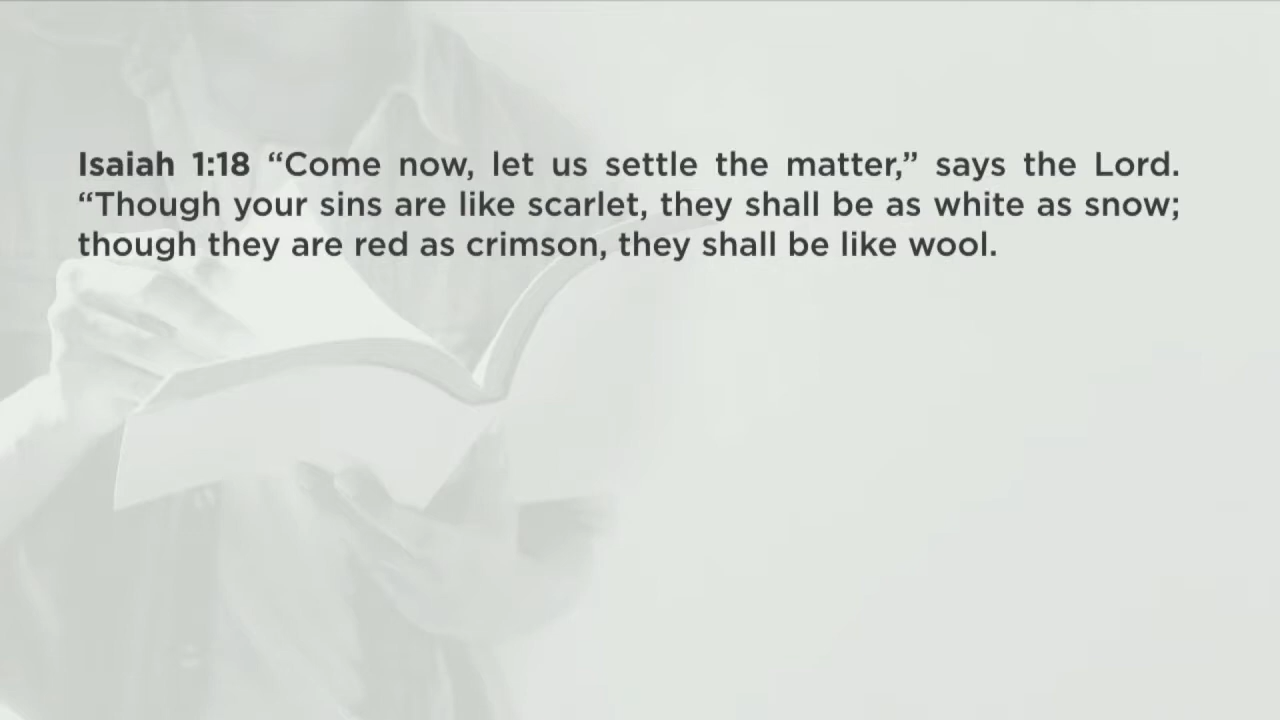 Isaiah 1:18 “Come now, let us settle the matter,” says the Lord.
“Though your sins are like scarlet, they shall be as white as snow;
though they are red as crimson, they shall be like wool.